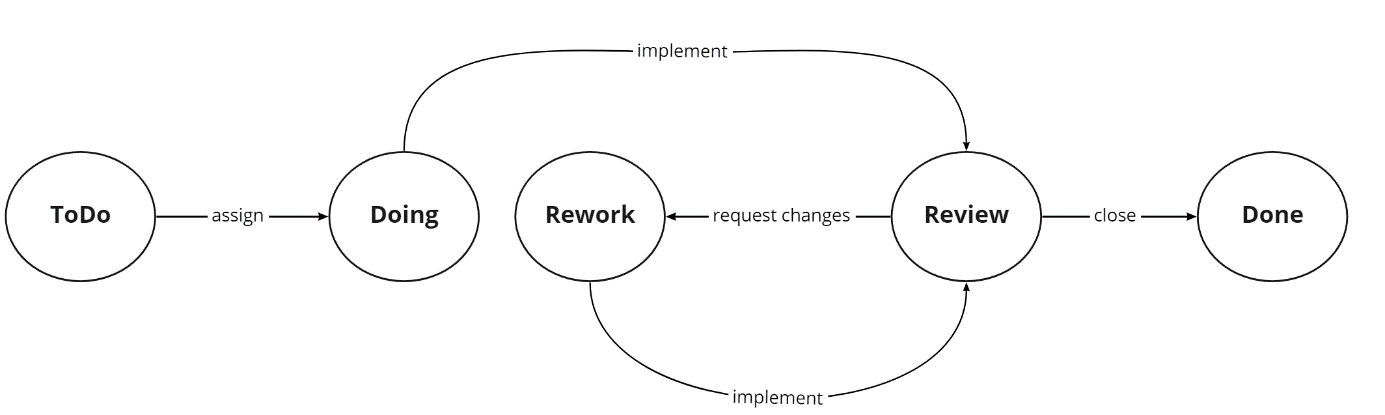 implement
ToDo
assign
Doing
Rework
request changes
Review
close
Done
implement